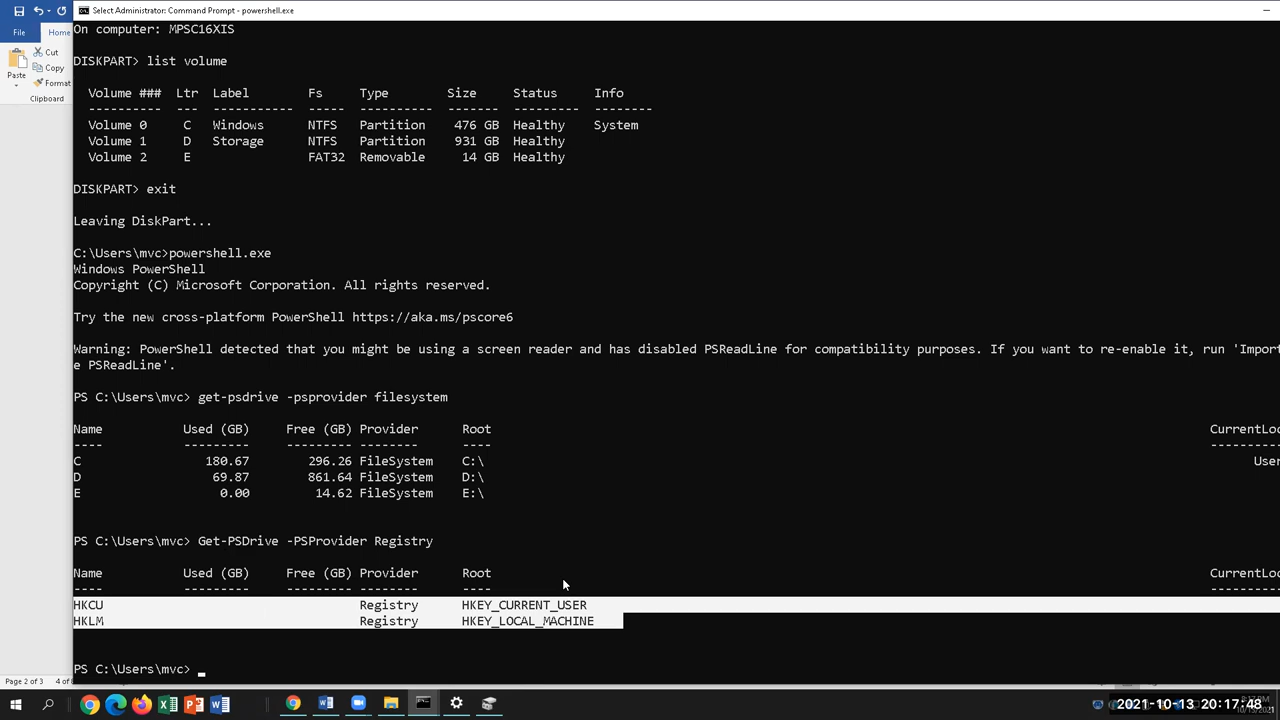 Select Administrator: Command Prompt - powershell.exe
File Home
Cut
Copy
Paste
Format
Clipboard
On computer: MPSC16XIS
DISKPART> list volume
Volume ### Ltr Label Fs Type Size Status Info
---------- --- ----------- ----- ---------- ------- --------- --------
Volume 0 C Windows NTFS Partition 476 GB Healthy System
Volume 1 D Storage NTFS Partition 931 GB Healthy
Volume 2 E FAT32 Removable 14 GB Healthy
DISKPART> exit
Leaving DiskPart...
C:\Users\mvc>powershell.exe
Windows PowerShell
Copyright (C) Microsoft Corporation. All rights reserved.
Try the new cross-platform PowerShell https://aka.ms/pscore6
Warning: PowerShell detected that you might be using a screen reader and has disabled PSReadLine for compatibility purposes. If you want to re-enable it, run 'Import
e PSReadLine'.
PS C:\Users\mvc> get-psdrive -psprovider filesystem
Name Used (GB) Free (GB) Provider Root CurrentLoc
---- --------- --------- -------- ---- ----------
C 180.67 296.26 FileSystem C:\ User
D 69.87 861.64 FileSystem D:\
E 0.00 14.62 FileSystem E:\
PS C:\Users\mvc> Get-PSDrive -PSProvider Registry
Name Used (GB) Free (GB) Provider Root CurrentLoc
---- --------- --------- -------- ---- ----------
HKCU Registry HKEY_CURRENT_USER
HKLM Registry HKEY_LOCAL_MACHINE
PS C:\Users\mvc>
Page 2 of 3
2021-10-13 20:17:48